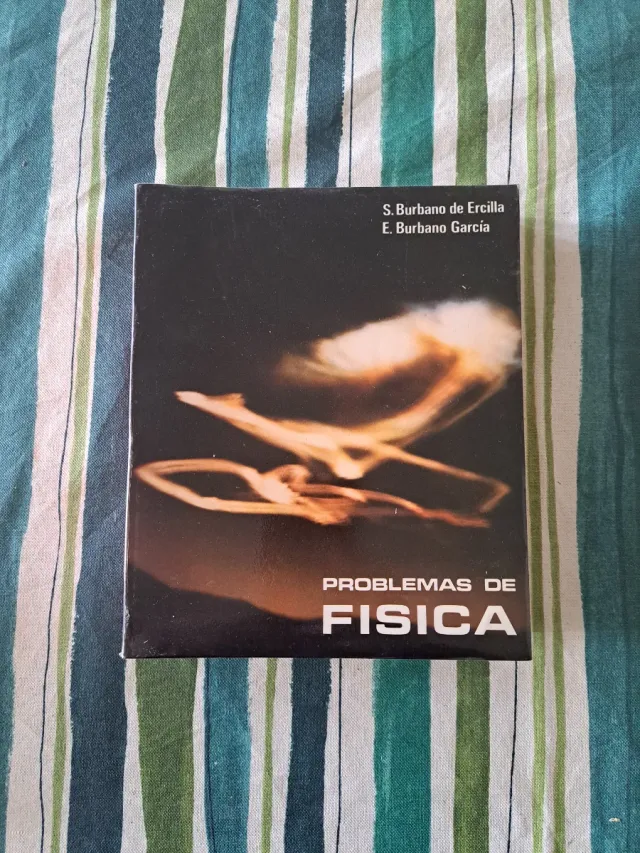 S. Burbano de Ercilla
E. Burbano García
PROBLEMAS DE
FISICA